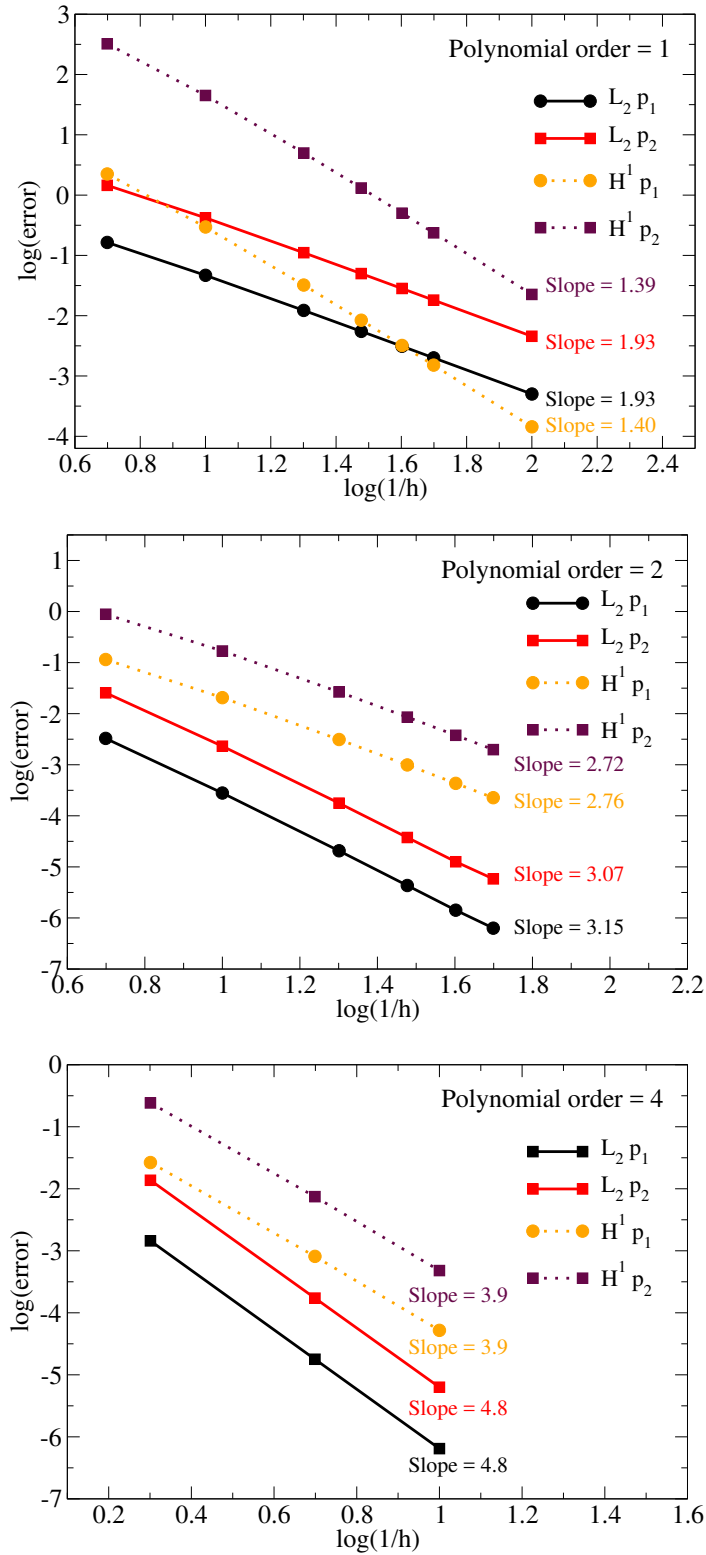 3
Polynomial order = 1
2
L2 p1
1
L2 p2
0
H1 p1
log(error)
H1 p2
-1
Slope = 1.39
-2
Slope = 1.93
-3
Slope = 1.93
Slope = 1.40
-4
0.6 0.8 1 1.2 1.4 1.6 1.8 2 2.2 2.4
log(1/h)
1
Polynomial order = 2
0
L2 p1
L2 p2
-1
H1 p1
-2
H1 p2
log(error)
-3
Slope = 2.72
Slope = 2.76
-4
-5
Slope = 3.07
-6
Slope = 3.15
-7
0.6 0.8 1 1.2 1.4 1.6 1.8 2 2.2
log(1/h)
0
Polynomial order = 4
-1
L2 p1
-2
L2 p2
H1 p1
-3
H1 p2
log(error)
-4
Slope = 3.9
Slope = 3.9
-5
Slope = 4.8
-6
Slope = 4.8
-7
0.2 0.4 0.6 0.8 1 1.2 1.4 1.6
log(1/h)